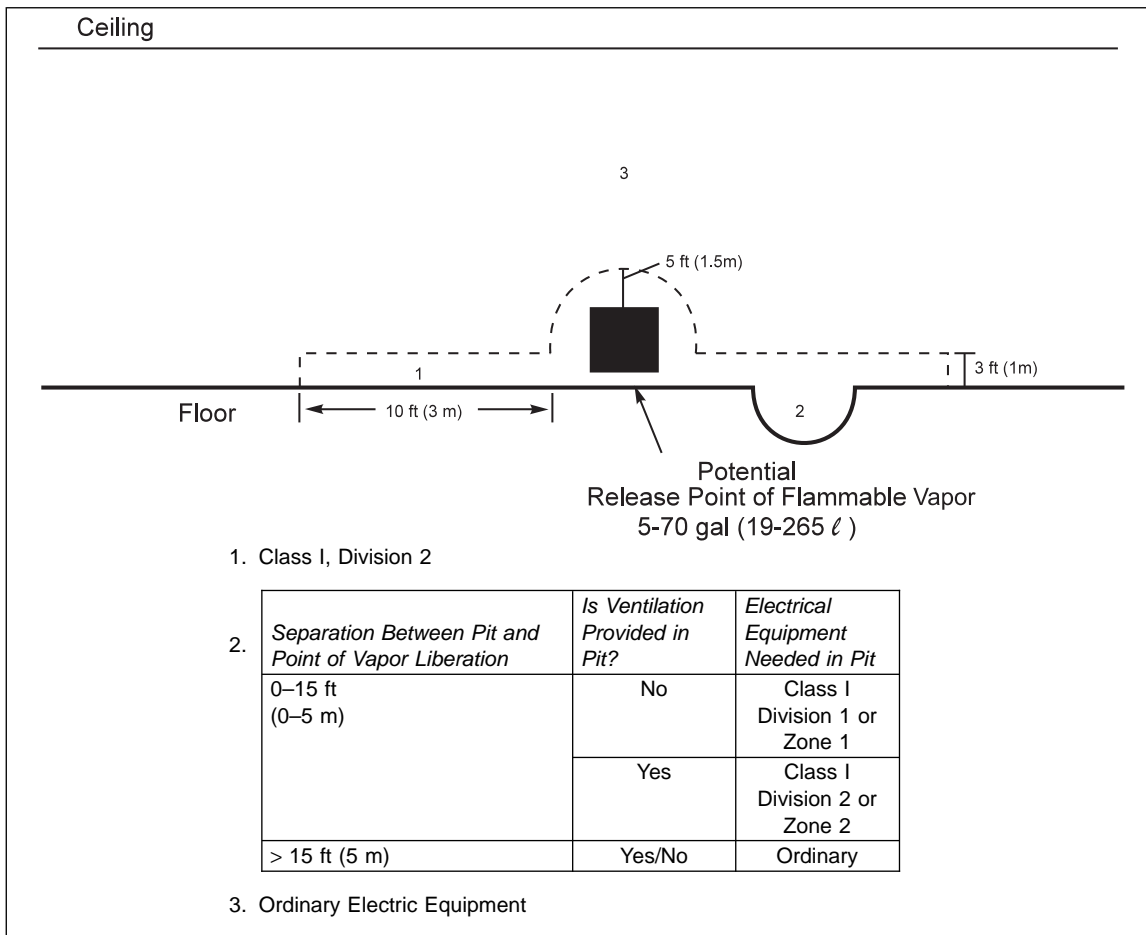 Ceiling
3
5 ft (1.5m)
3 ft (1m)
1
2
Floor
10 ft (3 m)
Potential
Release Point of Flammable Vapor
5-70 gal (19-265 ℓ )
1. Class I, Division 2
2.
Separation Between Pit and
Point of Vapor Liberation
Is Ventilation
Provided in
Pit?
Electrical
Equipment
Needed in Pit
0–15 ft
(0–5 m)
No
Class I
Division 1 or
Zone 1
Yes
Class I
Division 2 or
Zone 2
> 15 ft (5 m)
Yes/No
Ordinary
3. Ordinary Electric Equipment